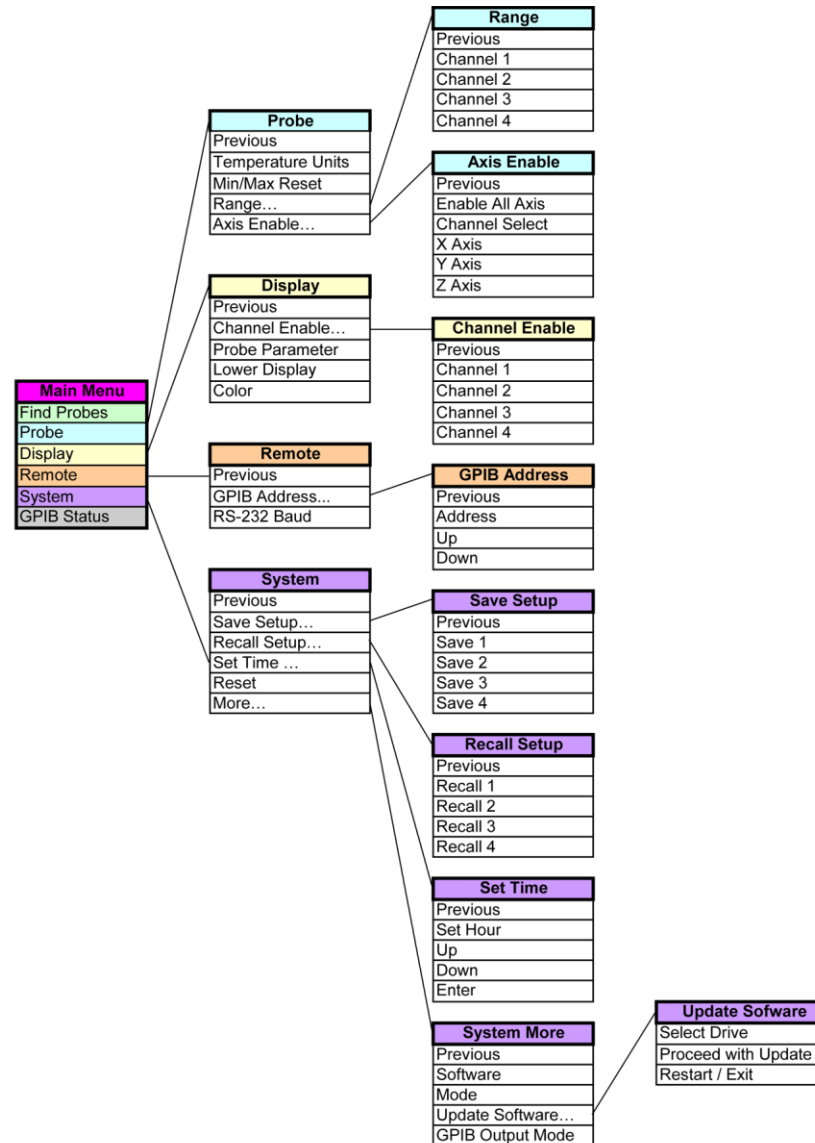 Main Menu
Find Probes
Probe
Display
Remote
System
GPIB Status
Probe
Previous
Temperature Units
Min/Max Reset
Range…
Axis Enable…
Display
Previous
Channel Enable…
Probe Parameter
Lower Display
Color
Remote
Previous
GPIB Address...
RS-232 Baud
System
Previous
Save Setup…
Recall Setup…
Set Time …
Reset
More…
Range
Previous
Channel 1
Channel 2
Channel 3
Channel 4
Axis Enable
Previous
Enable All Axis
Channel Select
X Axis
Y Axis
Z Axis
Channel Enable
Previous
Channel 1
Channel 2
Channel 3
Channel 4
GPIB Address
Previous
Address
Up
Down
Save Setup
Previous
Save 1
Save 2
Save 3
Save 4
Recall Setup
Previous
Recall 1
Recall 2
Recall 3
Recall 4
Set Time
Previous
Set Hour
Up
Down
Enter
System More
Previous
Software
Mode
Update Software…
GPIB Output Mode
Update Sofware
Select Drive
Proceed with Update
Restart / Exit